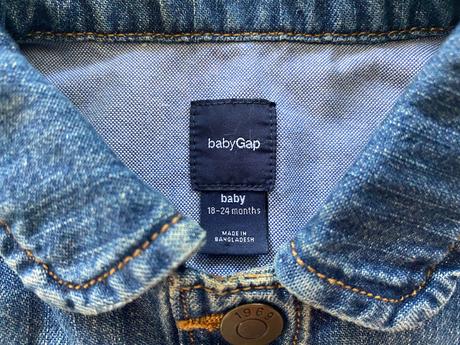 babyGap
baby
18-24 months
MADE IN
BANGLADESH
1969